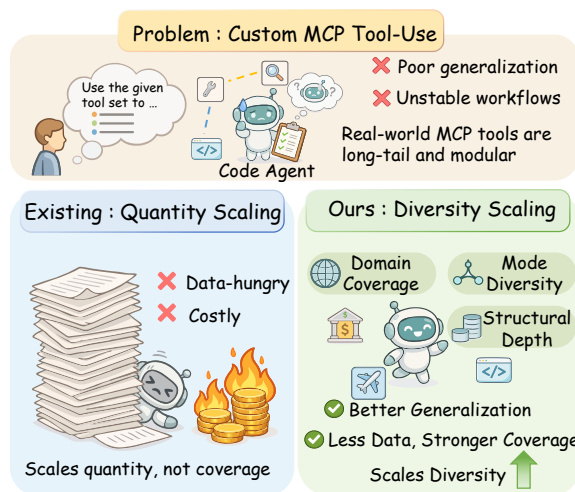 Problem : Custom MCP Tool-Use
Use the given
tool set to ...
Poor generalization
Unstable workflows
Real-world MCP tools are
long-tail and modular
</>
Code Agent
? ?
Existing : Quantity Scaling
Data-hungry
Costly
Scales quantity, not coverage
Ours : Diversity Scaling
Domain
Coverage
Mode
Diversity
$
Structural
Depth
</>
Better Generalization
Less Data, Stronger Coverage
Scales Diversity